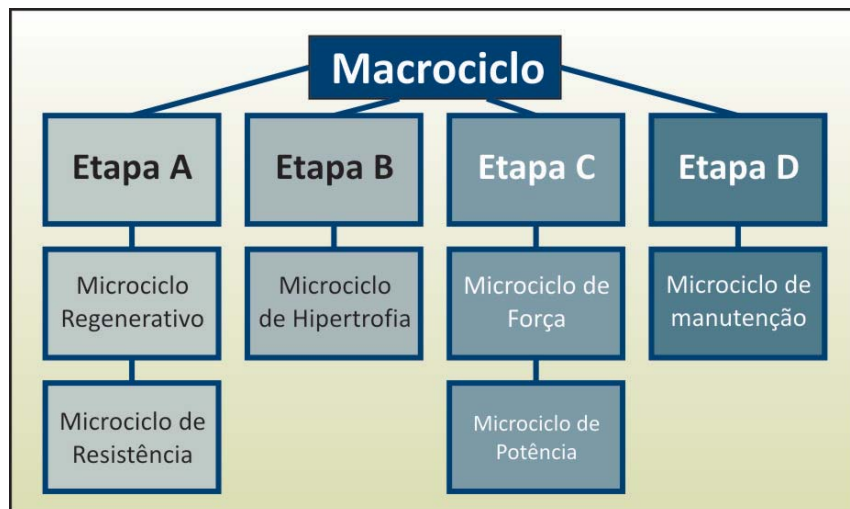 Macrociclo
Etapa A
Microciclo
Regenerativo
Microciclo de
Resistência
Etapa B
Microciclo
de Hipertrofia
Etapa C
Microciclo de
Força
Microciclo de
Potência
Etapa D
Microciclo de
manutenção